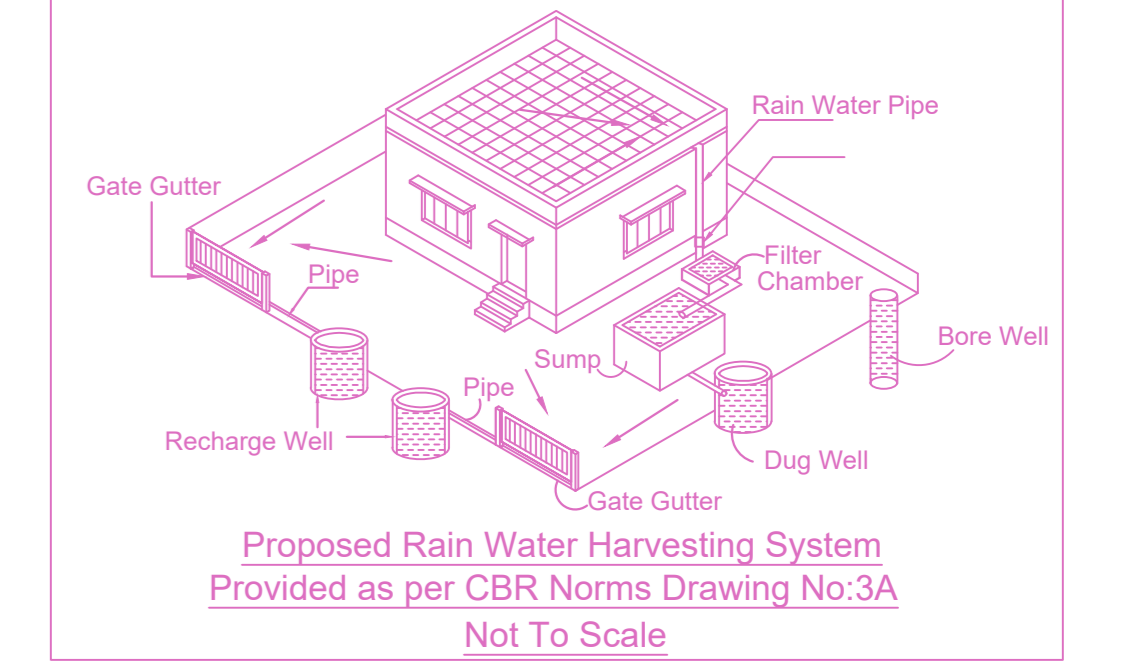 Rain Water Pipe
Gate Gutter
Filter
Chamber
Pipe
Bore Well
Sump
Pipe
Recharge Well
Dug Well
Gate Gutter
Proposed Rain Water Harvesting System
Provided as per CBR Norms Drawing No:3A
Not To Scale